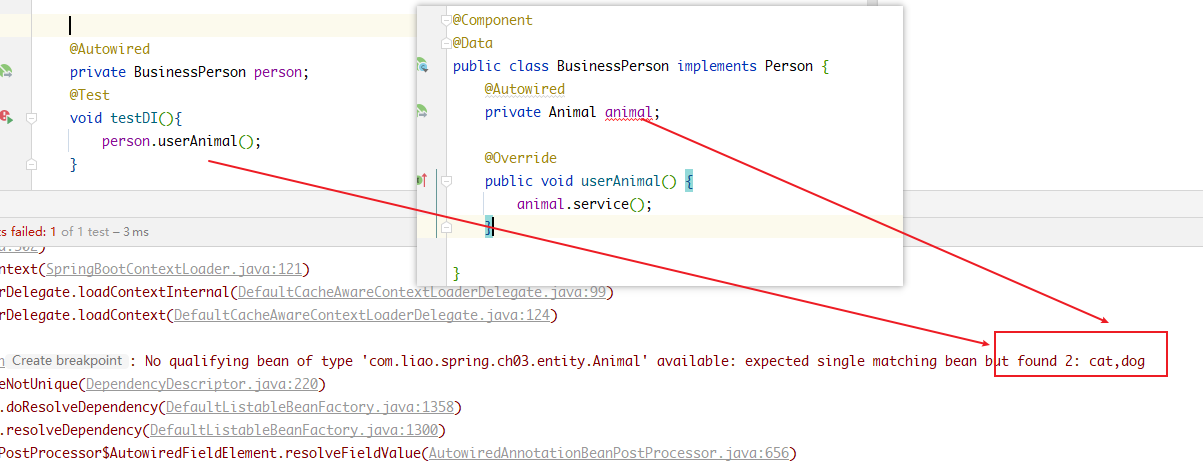 @Autowired
private BusinessPerson person;
@Test
void testDI(){
person.userAnimal();
}
@Component
@Data
public class BusinessPerson implements Person {
@Autowired
private Animal animal;
@Override
public void userAnimal() {
animal.service();
}
}
ts failed: 1 of 1 test – 3 ms
ontext(SpringBootContextLoader.java:121)
erDelegate.loadContextInternal(DefaultCacheAwareContextLoaderDelegate.java:99)
erDelegate.loadContext(DefaultCacheAwareContextLoaderDelegate.java:124)
n Create breakpoint : No qualifying bean of type 'com.liao.spring.ch03.entity.Animal' available: expected single matching bean but found 2: cat,dog
eNotUnique(DependencyDescriptor.java:220)
.doResolveDependency(DefaultListableBeanFactory.java:1358)
.resolveDependency(DefaultListableBeanFactory.java:1300)
PostProcessor$AutowiredFieldElement.resolveFieldValue(AutowiredAnnotationBeanPostProcessor.java:656)